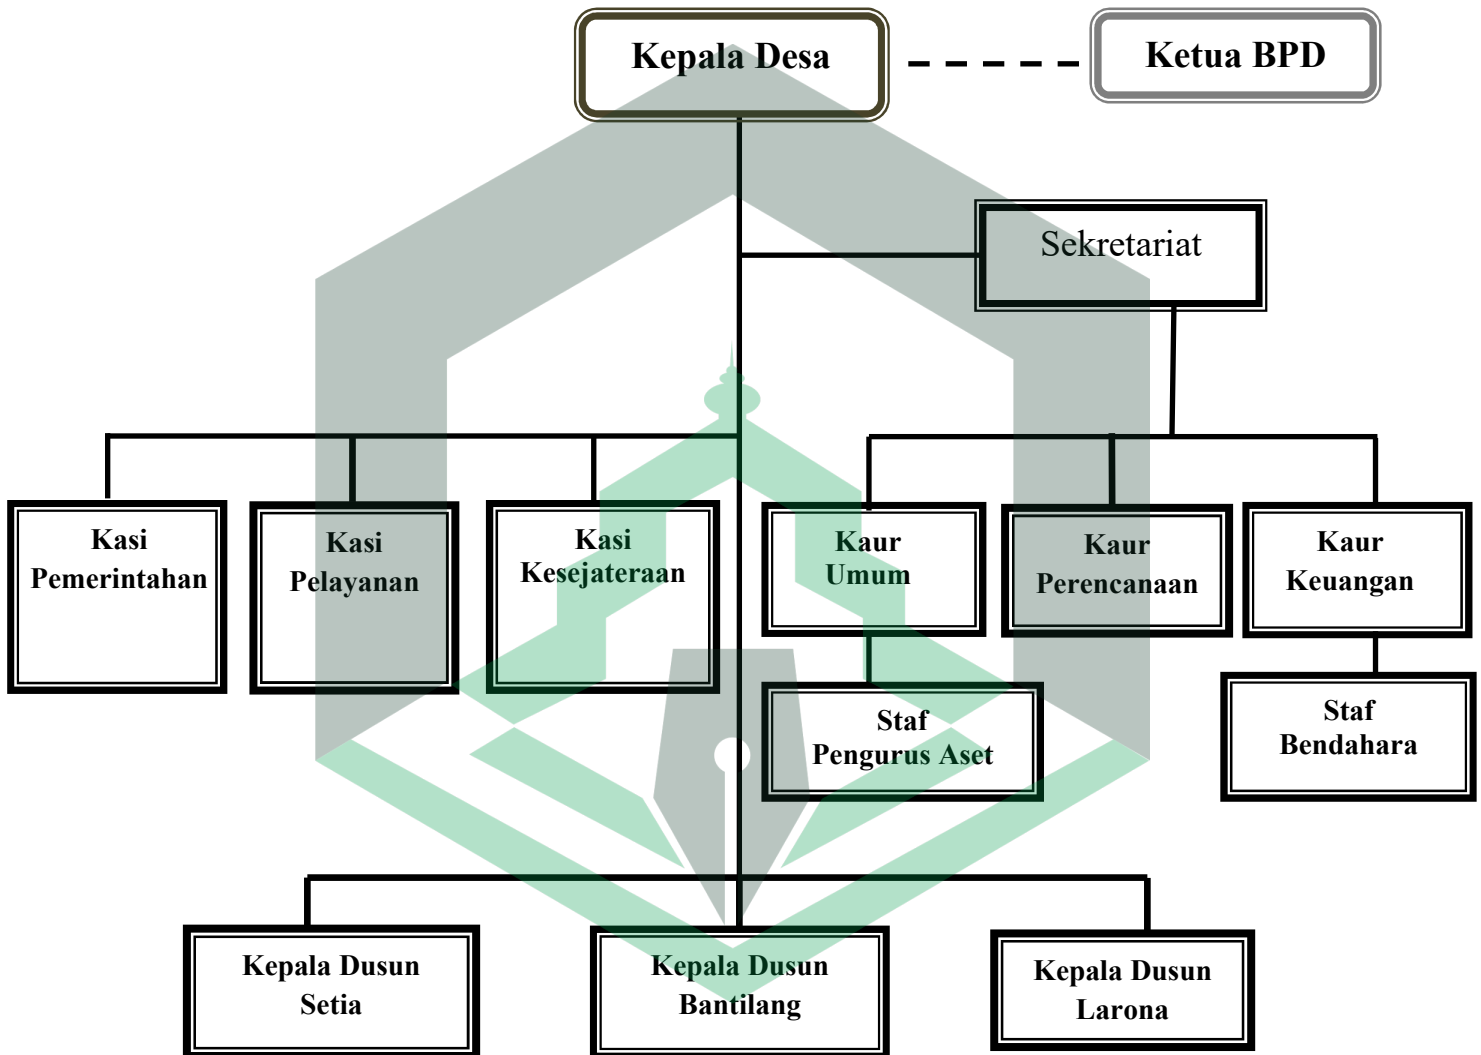 Kepala Desa
Ketua BPD
Sekretariat
Kasi
Pemerintahan
Kasi
Pelayanan
Kasi
Kesejateraan
Kaur
Umum
Kaur
Perencanaan
Kaur
Keuangan
Staf
Pengurus Aset
Staf
Bendahara
Kepala Dusun
Setia
Kepala Dusun
Bantilang
Kepala Dusun
Larona